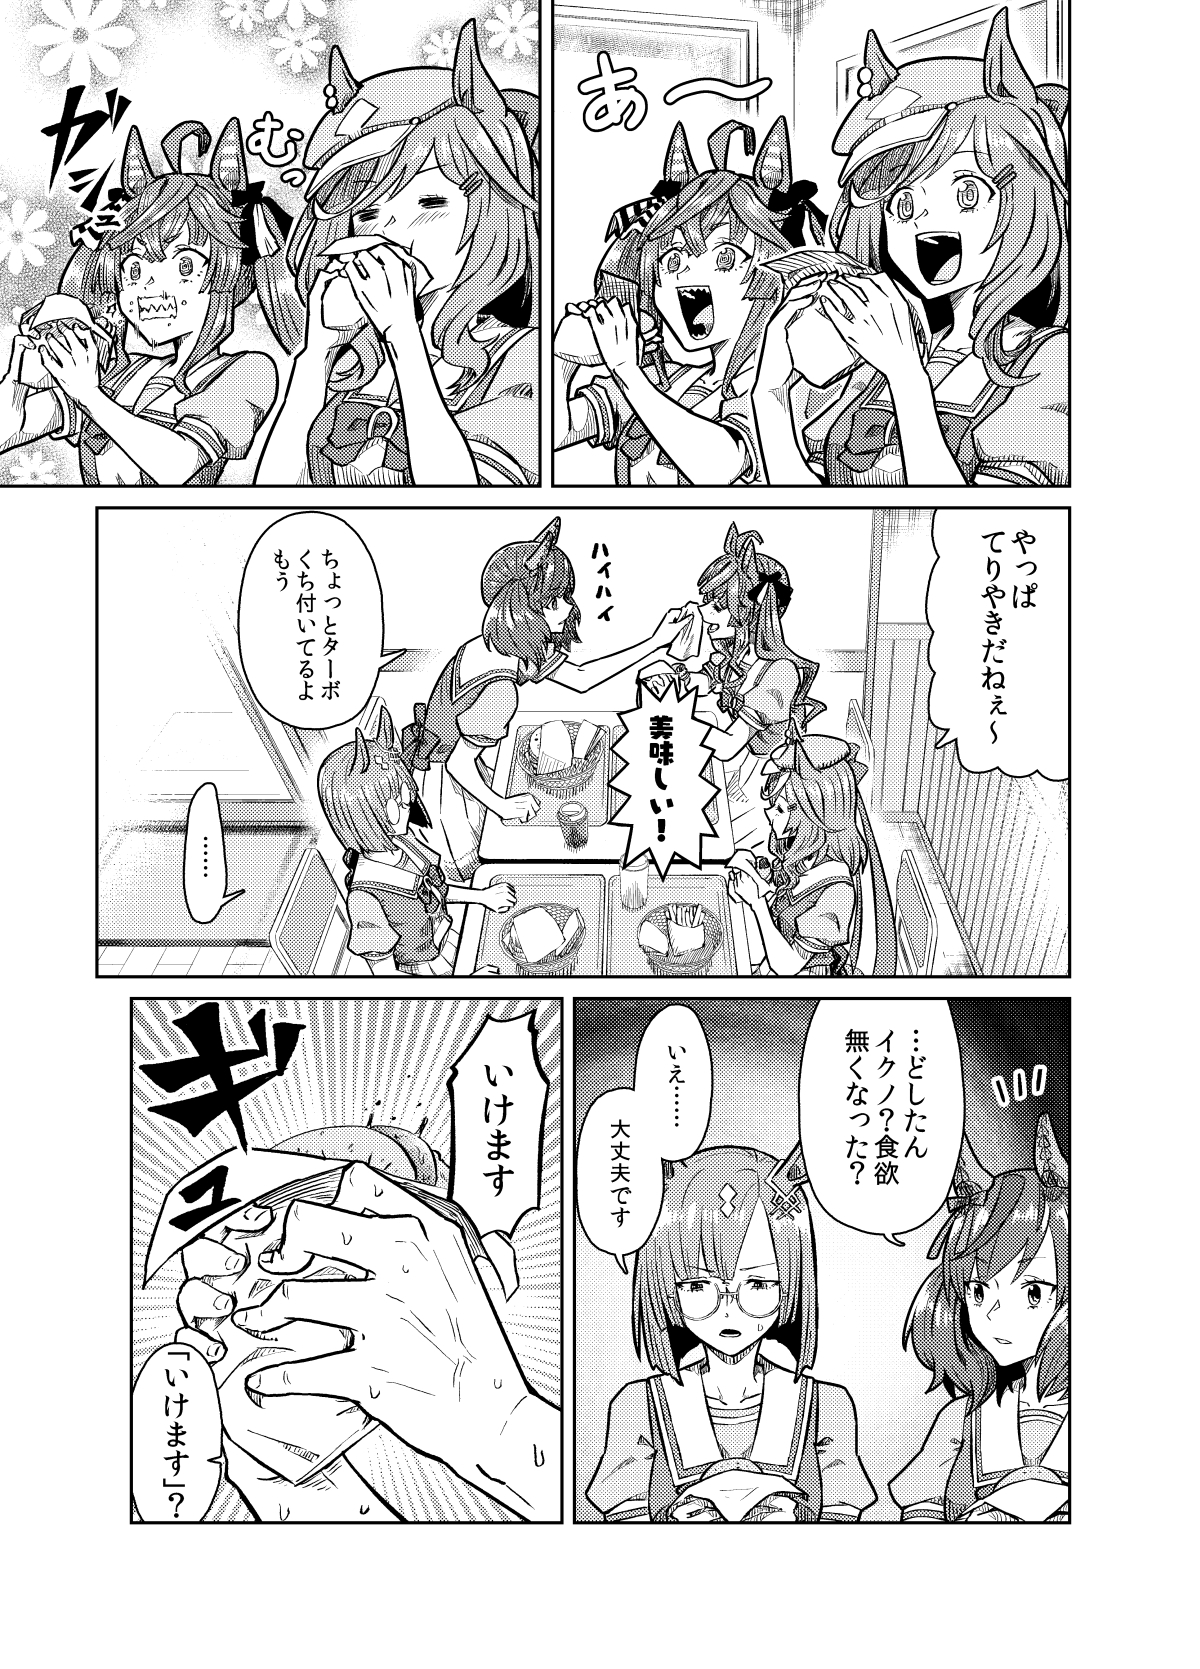 あ〜
むっ
ガジュ
やっぱ
てりやきだねぇ〜
ハイハイ
美味しい！
ちょっとターボ
くち付いてるよ
もう
……
…どしたん
イクノ？食欲
無くなった？
いえ……
大丈夫です
いけます
ギュ
「いけます」？